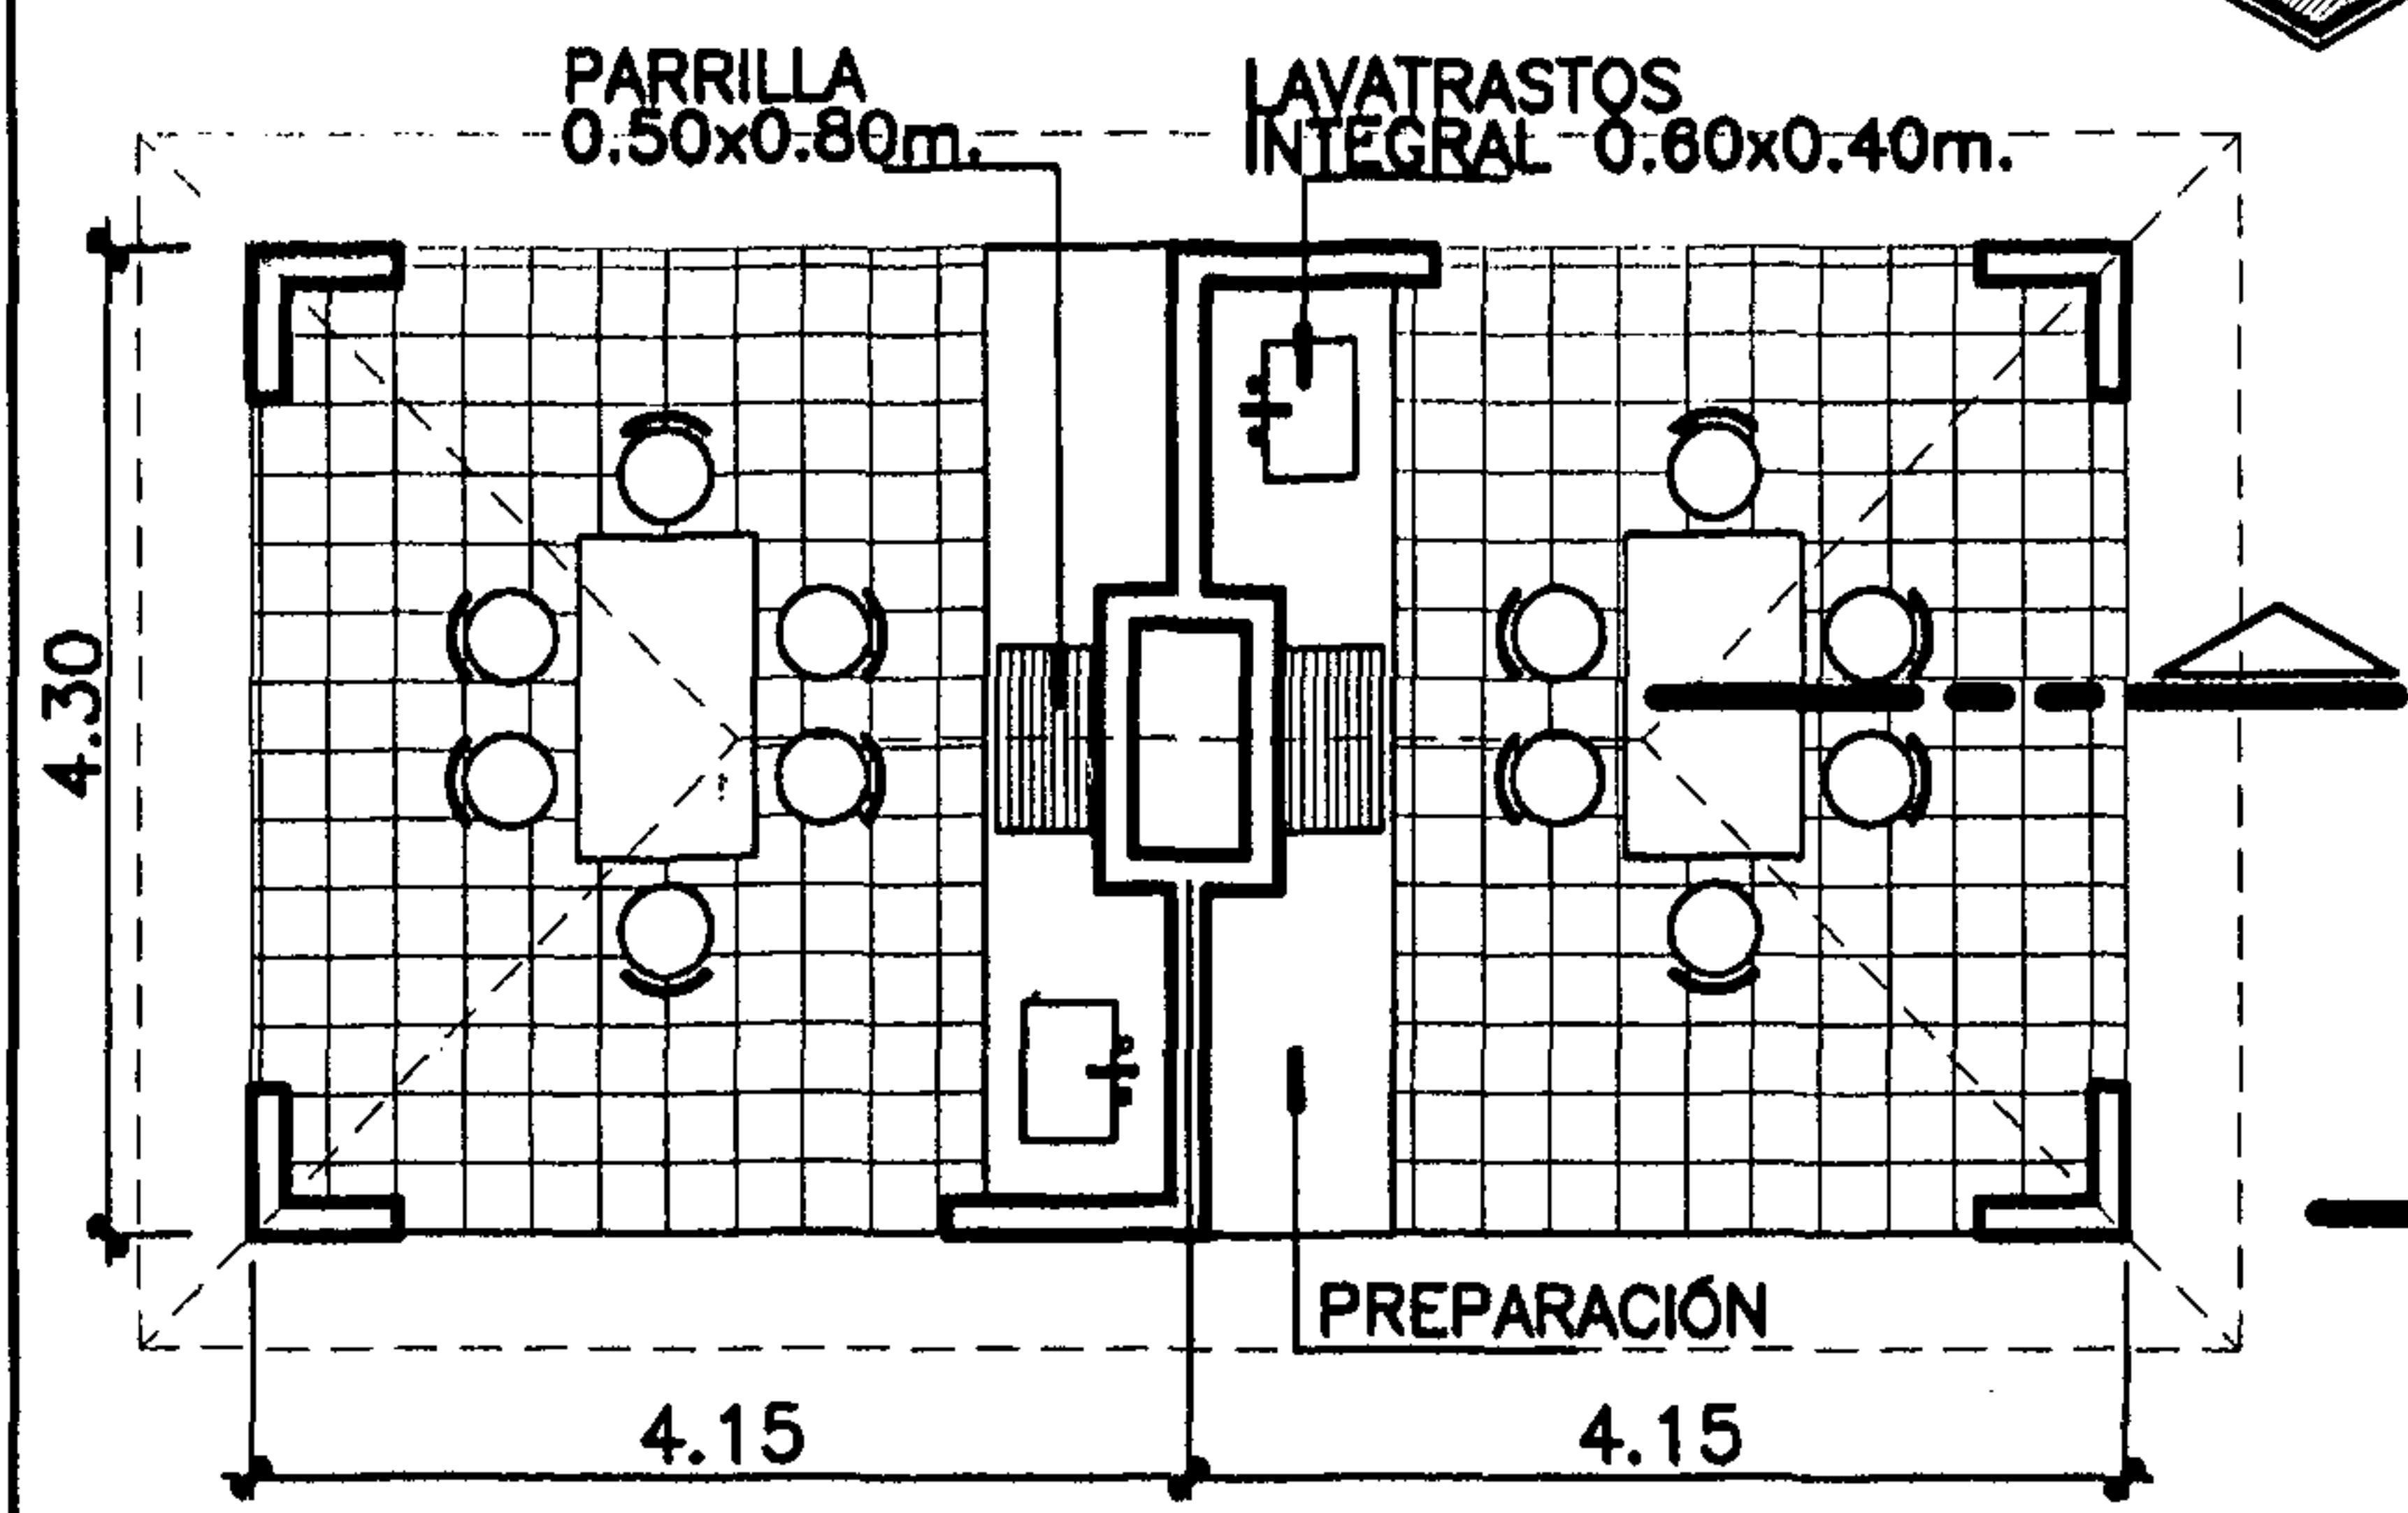 PARRILLA
0.50x0.80m.
LAVATRASTOS
INTEGRAL 0.60x0.40m.
4.30
PREPARACIÓN
4.15
4.15